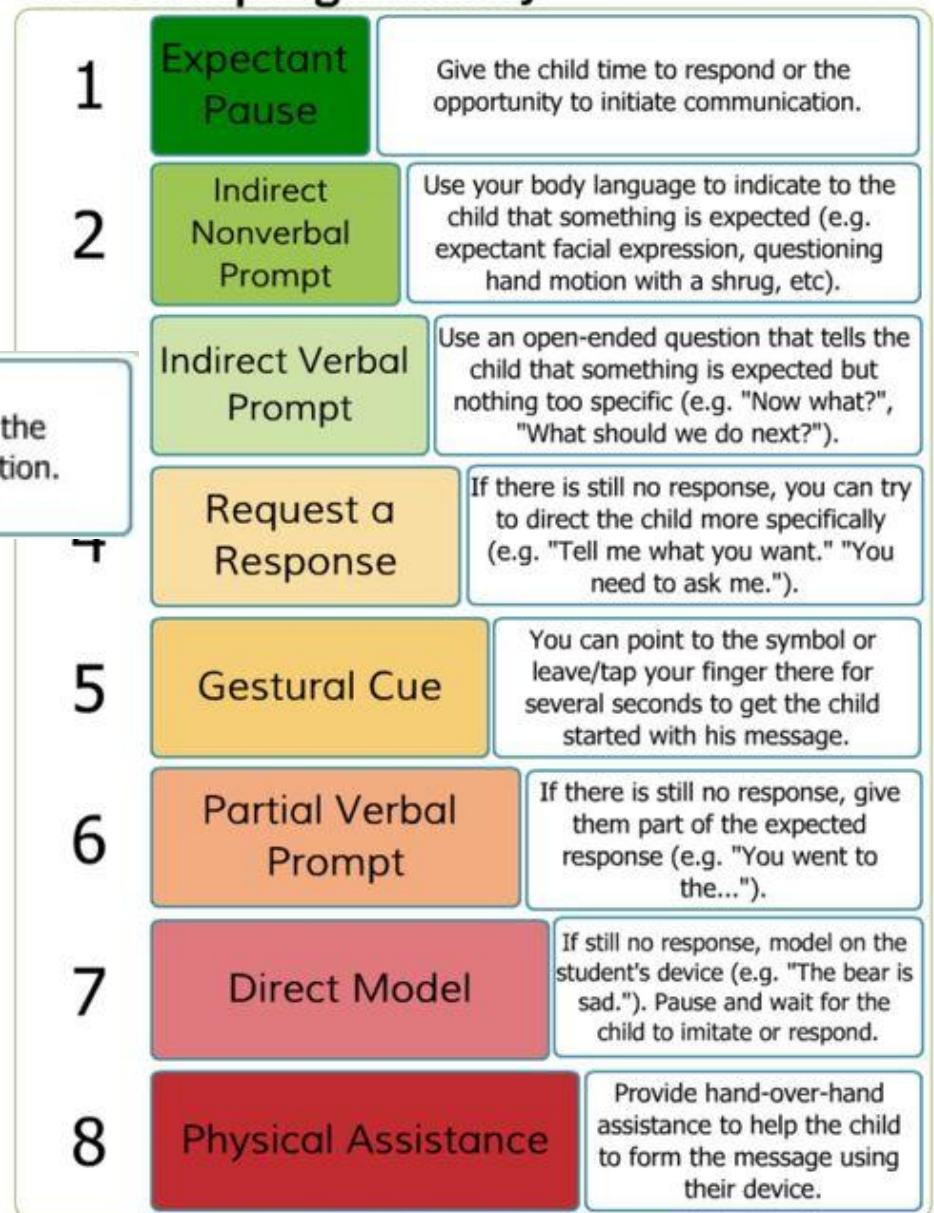 1
Expectant
Pause
Give the child time to respond or the
opportunity to initiate communication.
2
Indirect
Nonverbal
Prompt
Use your body language to indicate to the
child that something is expected (e.g.
expectant facial expression, questioning
hand motion with a shrug, etc).
Indirect Verbal
Prompt
Use an open-ended question that tells the
child that something is expected but
nothing too specific (e.g. "Now what?",
"What should we do next?").
the
tion.
4
Request a
Response
If there is still no response, you can try
to direct the child more specifically
(e.g. "Tell me what you want." "You
need to ask me.").
5
Gestural Cue
You can point to the symbol or
leave/tap your finger there for
several seconds to get the child
started with his message.
6
Partial Verbal
Prompt
If there is still no response, give
them part of the expected
response (e.g. "You went to
the...").
7
Direct Model
If still no response, model on the
student's device (e.g. "The bear is
sad."). Pause and wait for the
child to imitate or respond.
8
Physical Assistance
Provide hand-over-hand
assistance to help the child
to form the message using
their device.